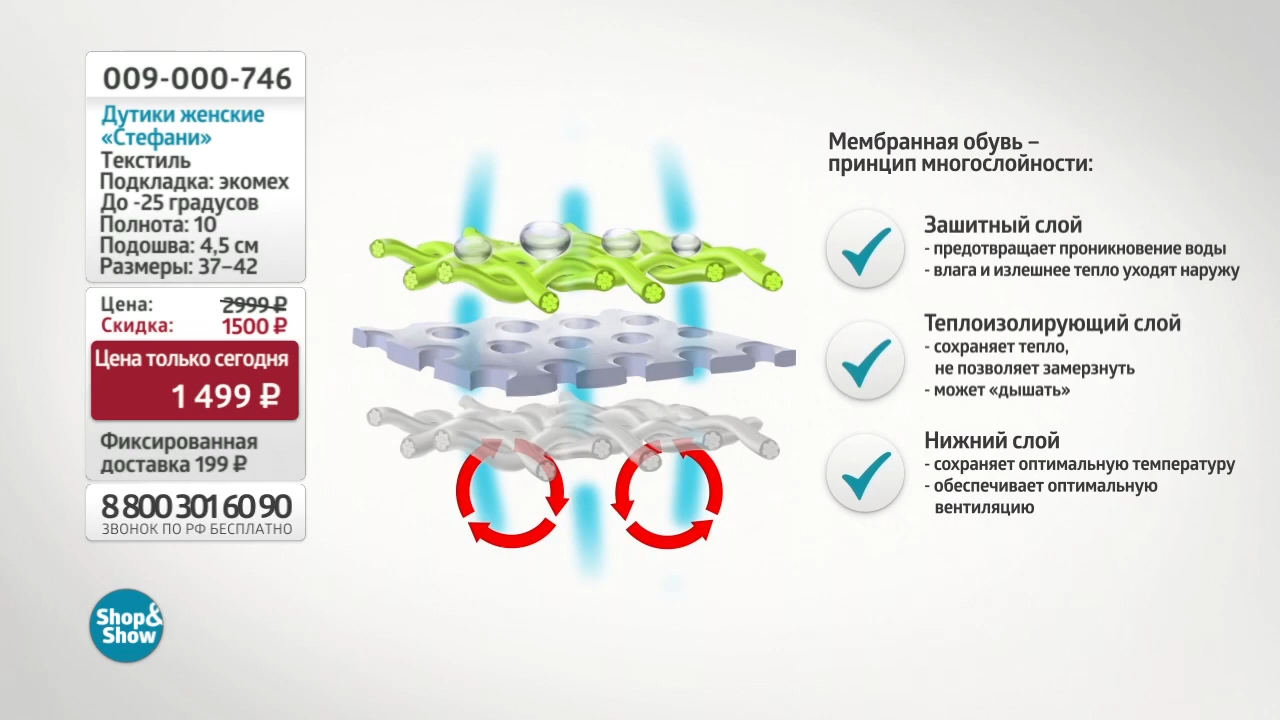 009-000-746
Дутики женские
«Стефани»
Текстиль
Подкладка: экомех
До -25 градусов
Полнота: 10
Подошва: 4,5 см
Размеры: 37–42
Цена: 2999 ₽
Скидка: 1500 ₽
Цена только сегодня
1 499 ₽
Фиксированная
доставка 199 ₽
8 800 301 60 90
ЗВОНОК ПО РФ БЕСПЛАТНО
Shop&
Show
Мембранная обувь –
принцип многослойности:
Зашитный слой
- предотвращает проникновение воды
- влага и излешнее тепло уходят наружу
Теплоизолирующий слой
- сохраняет тепло,
не позволяет замерзнуть
- может «дышать»
Нижний слой
- сохраняет оптимальную температуру
- обеспечивает оптимальную
вентиляцию